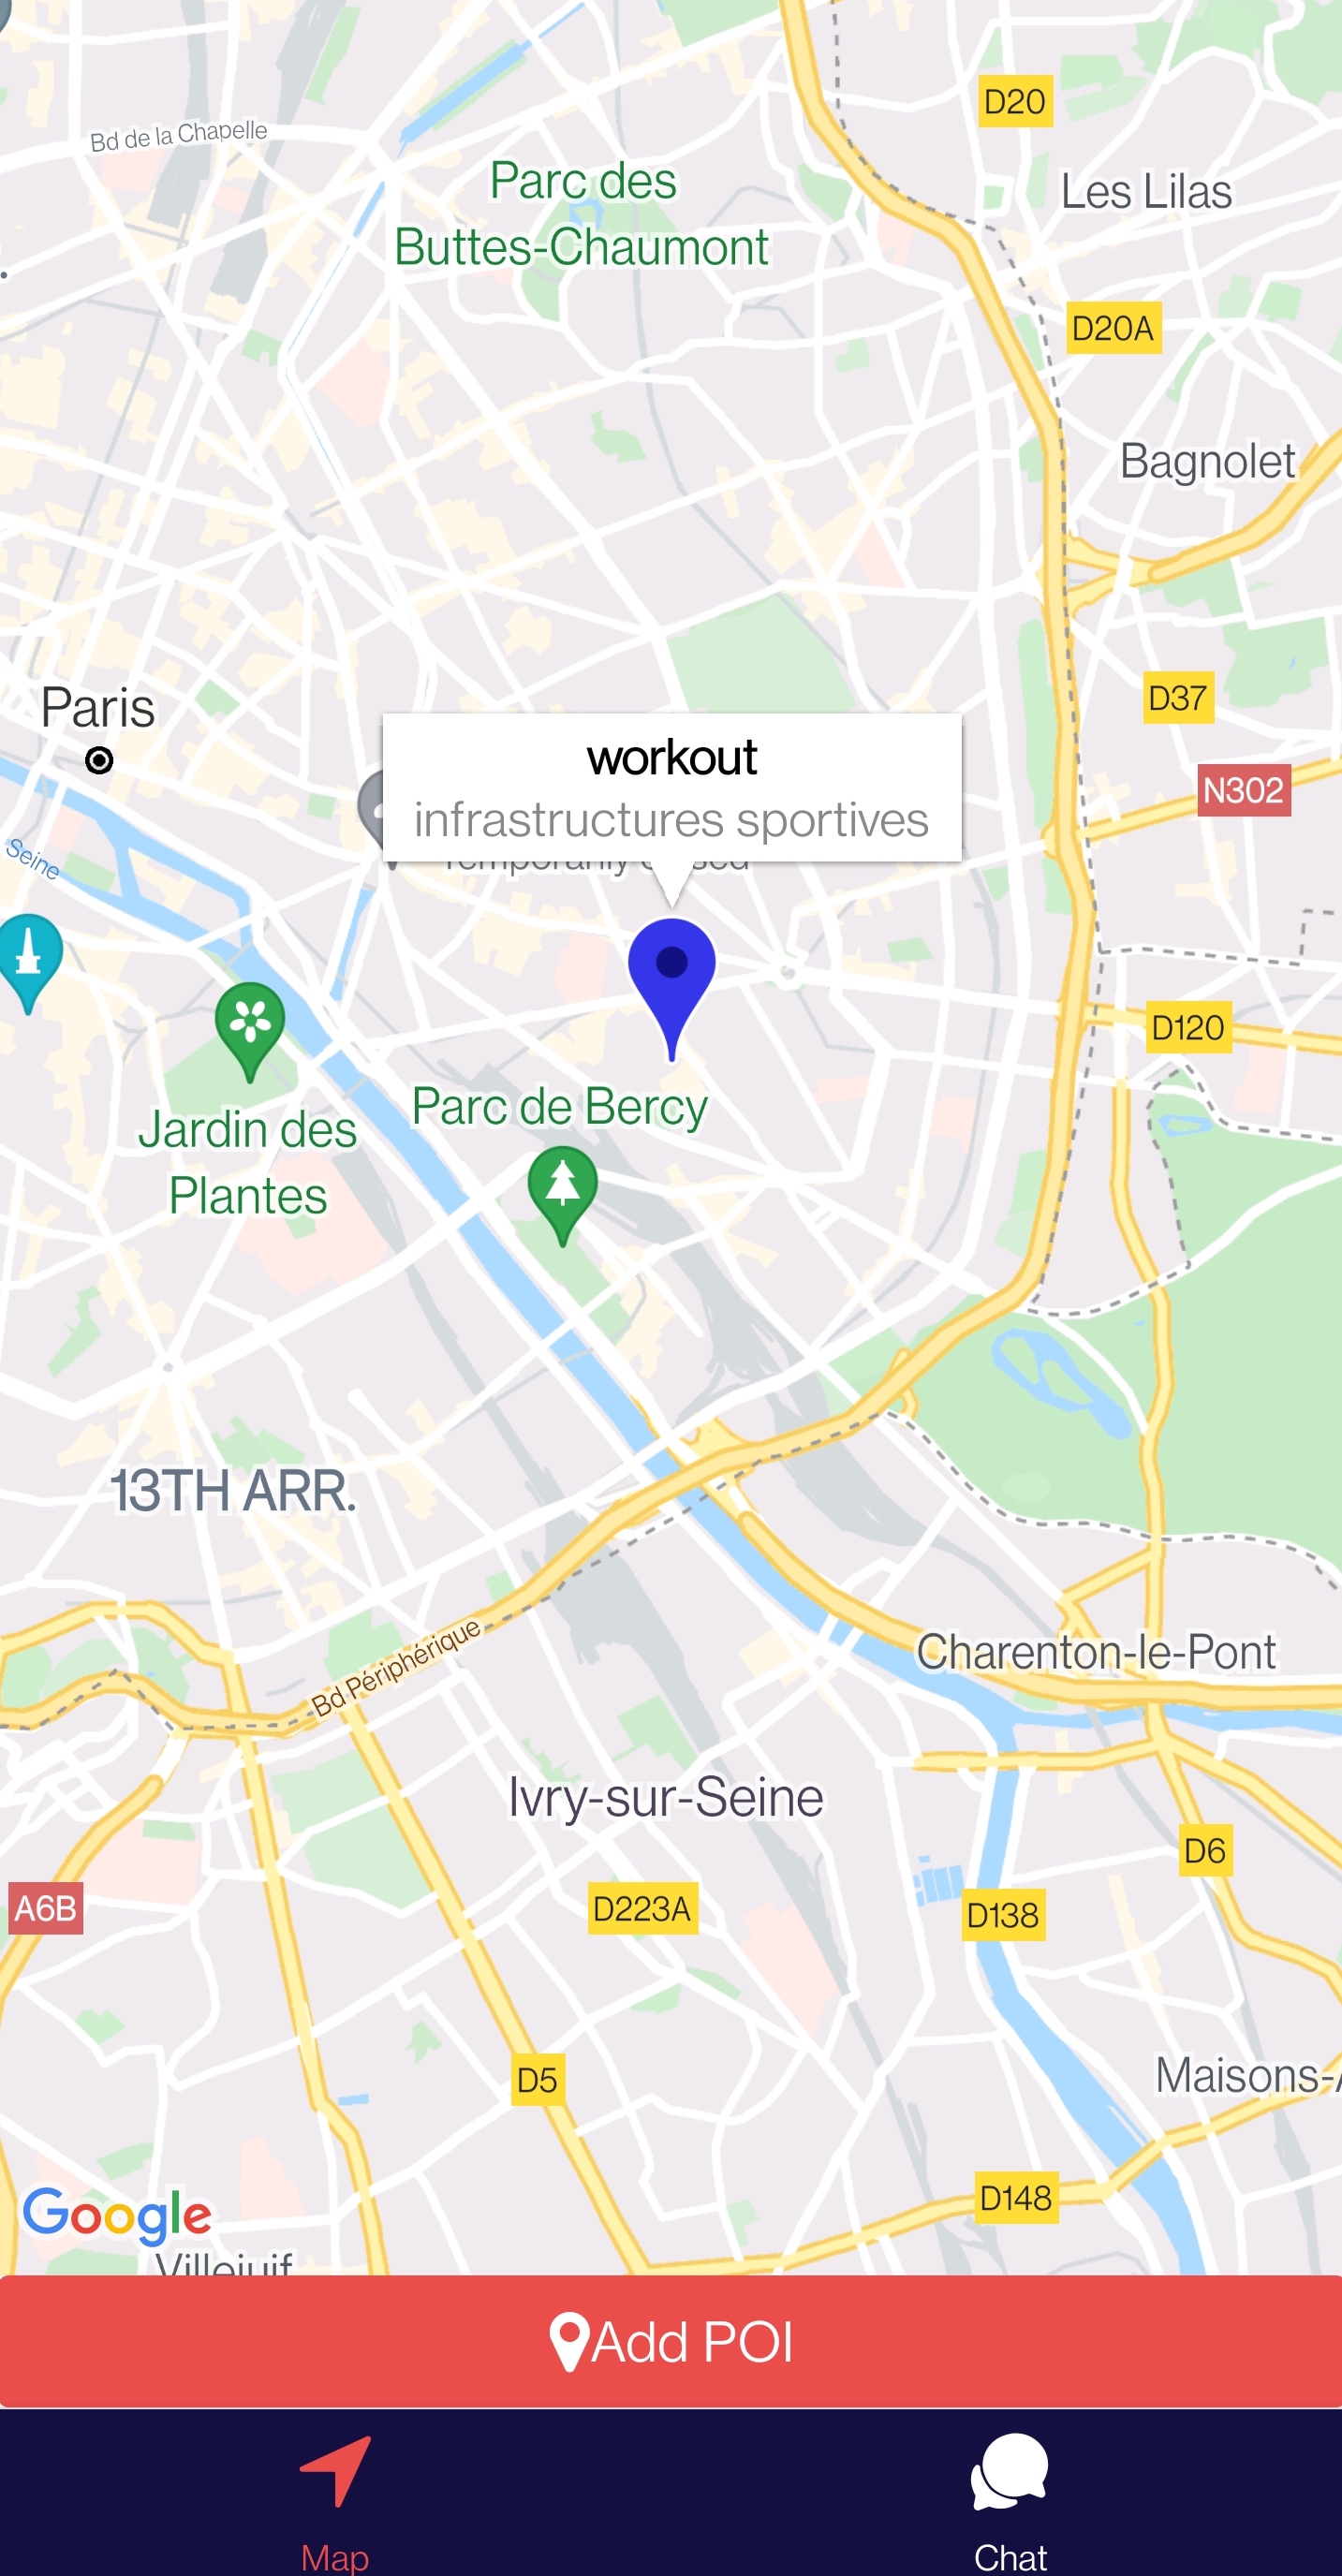 Bd de la Chapelle
D20
Parc des
Buttes-Chaumont
Les Lilas
D20A
Bagnolet
Paris
D37
workout
infrastructures sportives
N302
Temporarily
Seine
D120
Jardin des
Plantes
Parc de Bercy
13TH ARR.
Bd Périphérique
Charenton-le-Pont
Ivry-sur-Seine
D6
A6B
D223A
D138
D5
Maisons-
D148
Google
Villejuif
Add POI
Map
Chat